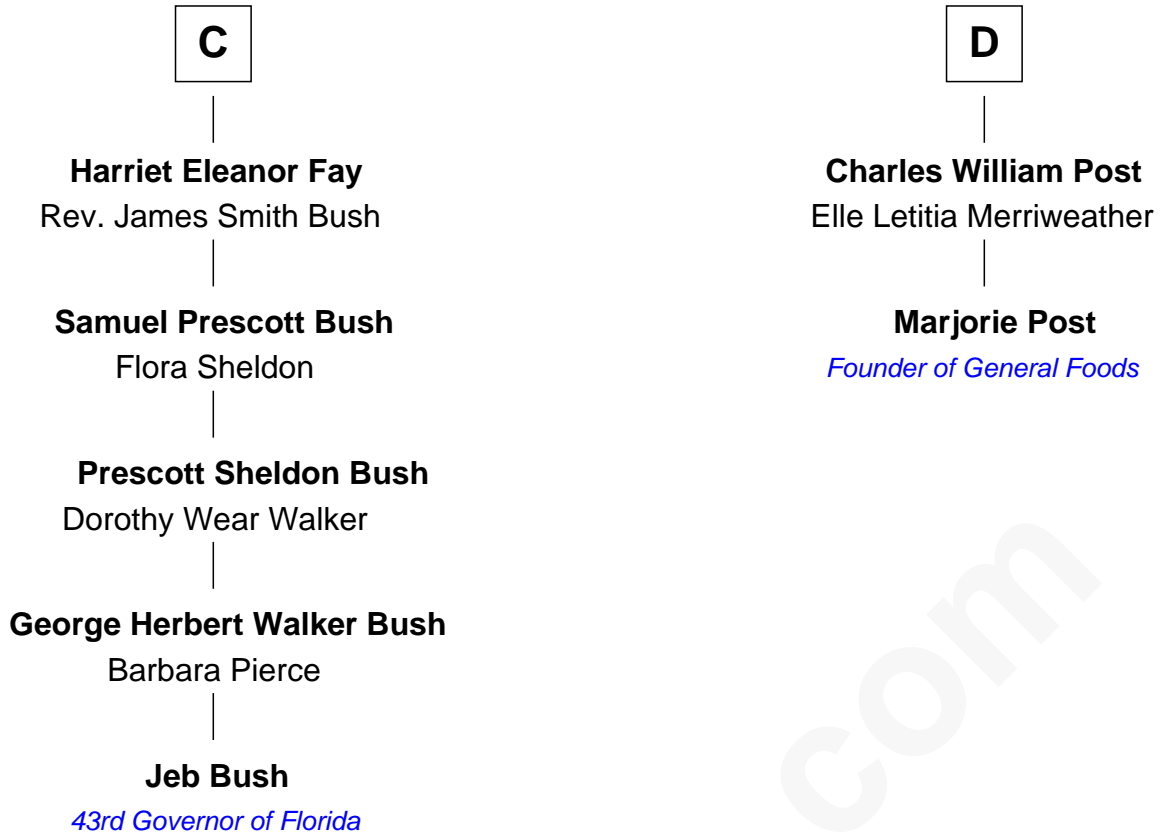 C
Harriet Eleanor Fay
Rev. James Smith Bush
Samuel Prescott Bush
Flora Sheldon
Prescott Sheldon Bush
Dorothy Wear Walker
George Herbert Walker Bush
Barbara Pierce
Jeb Bush
43rd Governor of Florida
D
Charles William Post
Elle Letitia Merriweather
Marjorie Post
Founder of General Foods
com